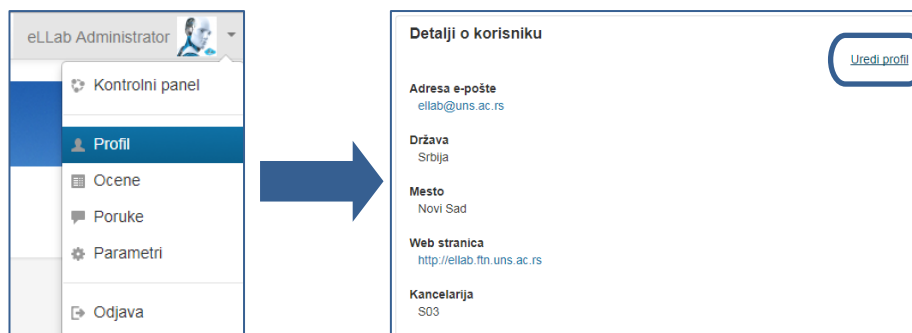 eLLab Administrator
Kontrolni panel
Profil
Ocene
Poruke
Parametri
Odjava
Detalji o korisniku
Uredi profil
Adresa e-pošte
ellab@uns.ac.rs
Država
Srbija
Mesto
Novi Sad
Web stranica
http://ellab.ftn.uns.ac.rs
Kancelarija
S03